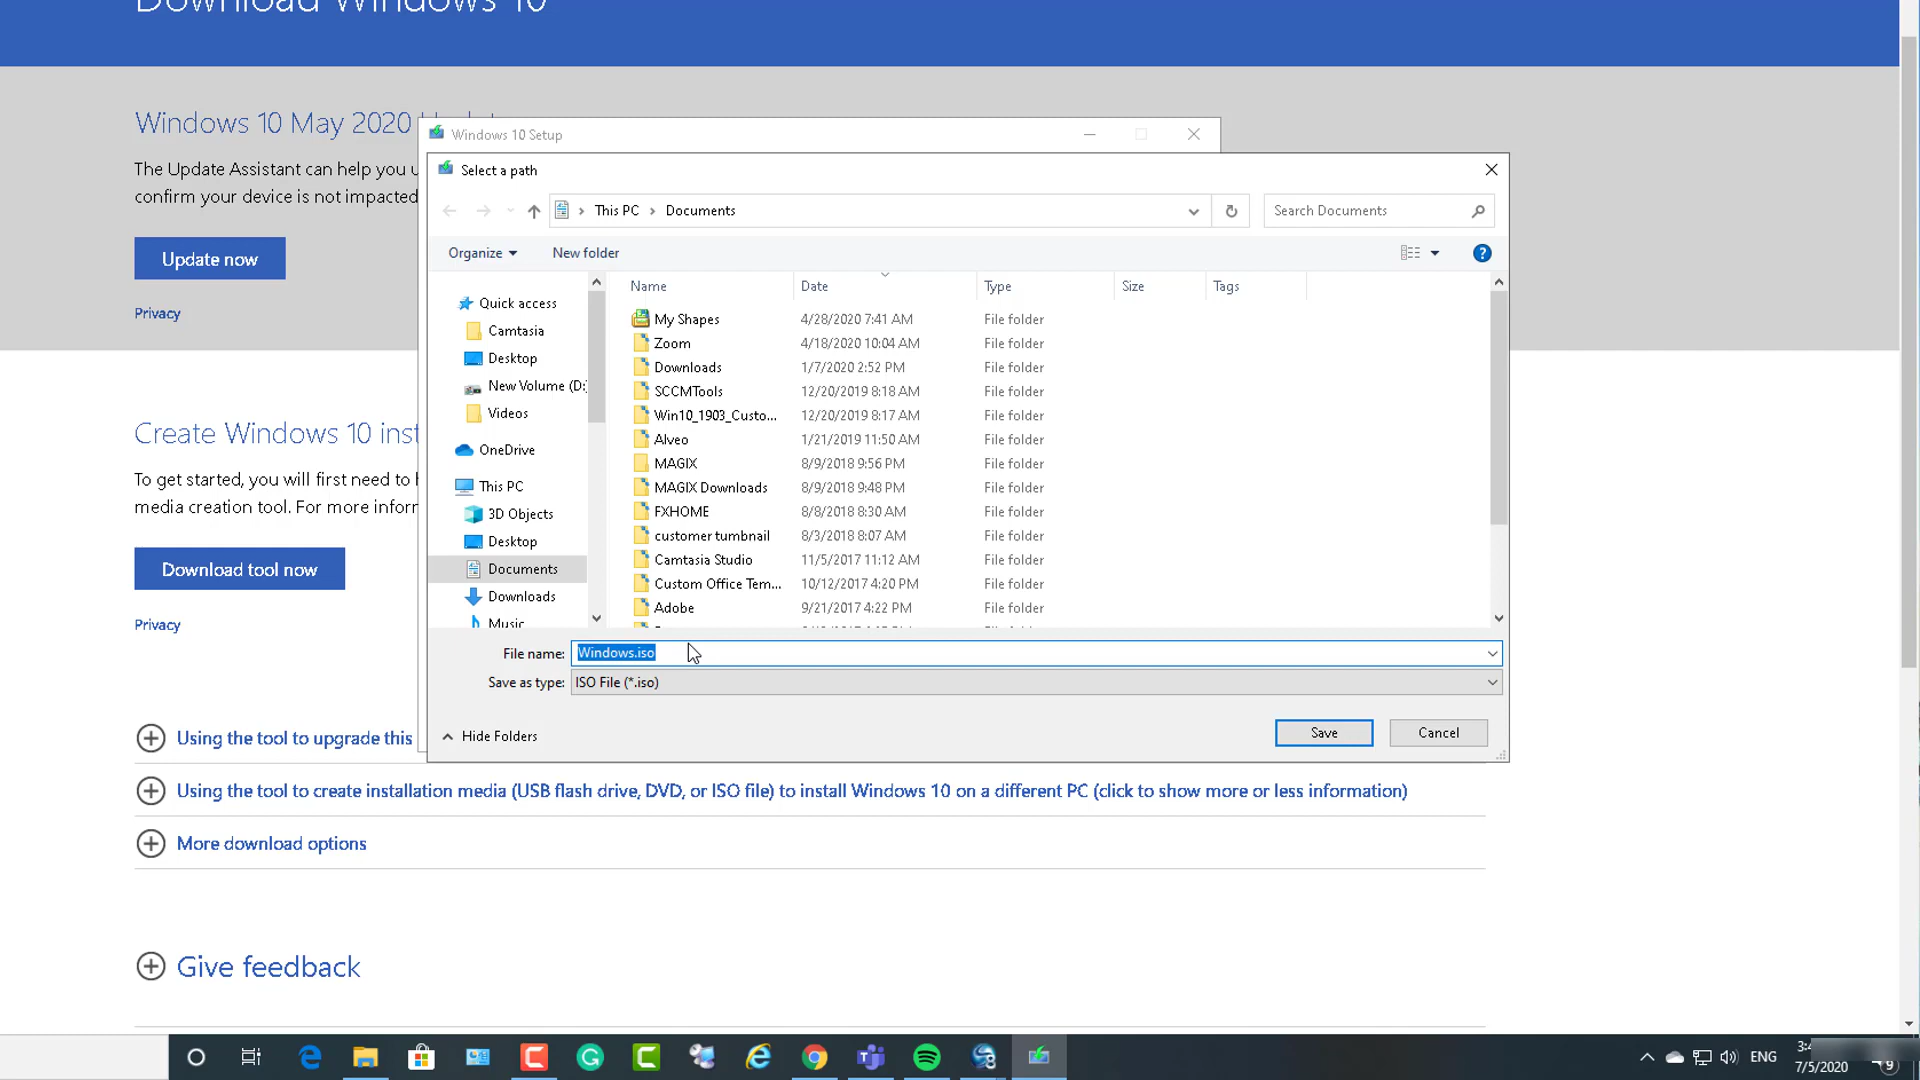 Download Windows 10
Windows 10 May 2020 Update
The Update Assistant can help you u
confirm your device is not impacted
Update now
Privacy
Create Windows 10 inst
To get started, you will first need to
media creation tool. For more inform
Download tool now
Privacy
Using the tool to upgrade this
Using the tool to create installation media (USB flash drive, DVD, or ISO file) to install Windows 10 on a different PC (click to show more or less information)
More download options
Give feedback
Windows 10 Setup
Select a path
This PC > Documents
Search Documents
Organize
New folder
Quick access
Camtasia
Desktop
New Volume (D:)
Videos
OneDrive
This PC
3D Objects
Desktop
Documents
Downloads
Music
Name Date Type Size Tags
My Shapes 4/28/2020 7:41 AM File folder
Zoom 4/18/2020 10:04 AM File folder
Downloads 1/7/2020 2:52 PM File folder
SCCMTools 12/20/2019 8:18 AM File folder
Win10_1903_Custo... 12/20/2019 8:17 AM File folder
Alveo 1/21/2019 11:50 AM File folder
MAGIX 8/9/2018 9:56 PM File folder
MAGIX Downloads 8/9/2018 9:48 PM File folder
FXHOME 8/8/2018 8:30 AM File folder
customer tumbnail 8/3/2018 8:07 AM File folder
Camtasia Studio 11/5/2017 11:12 AM File folder
Custom Office Tem... 10/12/2017 4:20 PM File folder
Adobe 9/21/2017 4:22 PM File folder
File name: Windows.iso
Save as type: ISO File (*.iso)
Hide Folders
Save
Cancel
ENG
3:4
7/5/2020
9